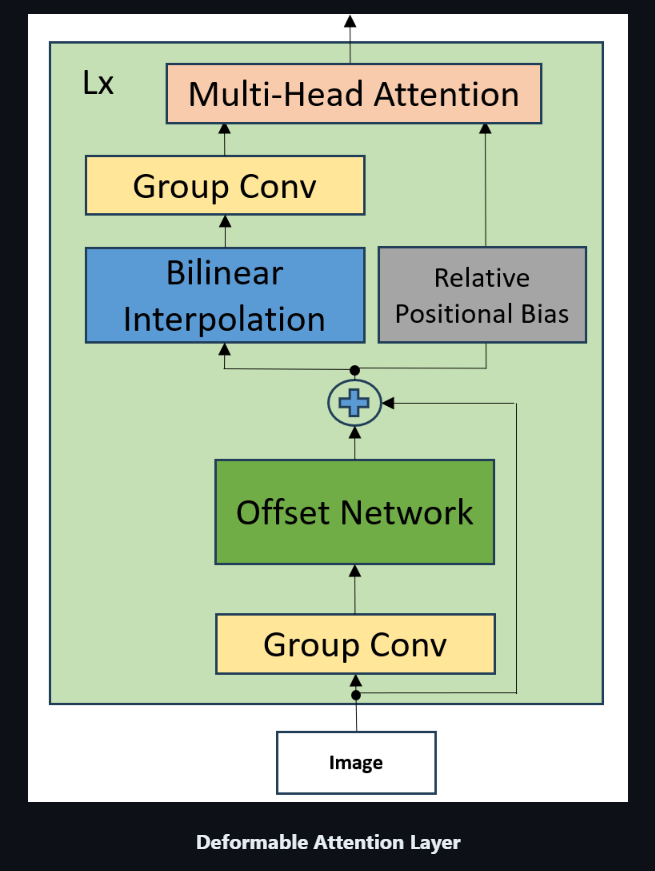 Lx
Multi-Head Attention
Group Conv
Bilinear
Interpolation
Relative
Positional Bias
Offset Network
Group Conv
Image
Deformable Attention Layer